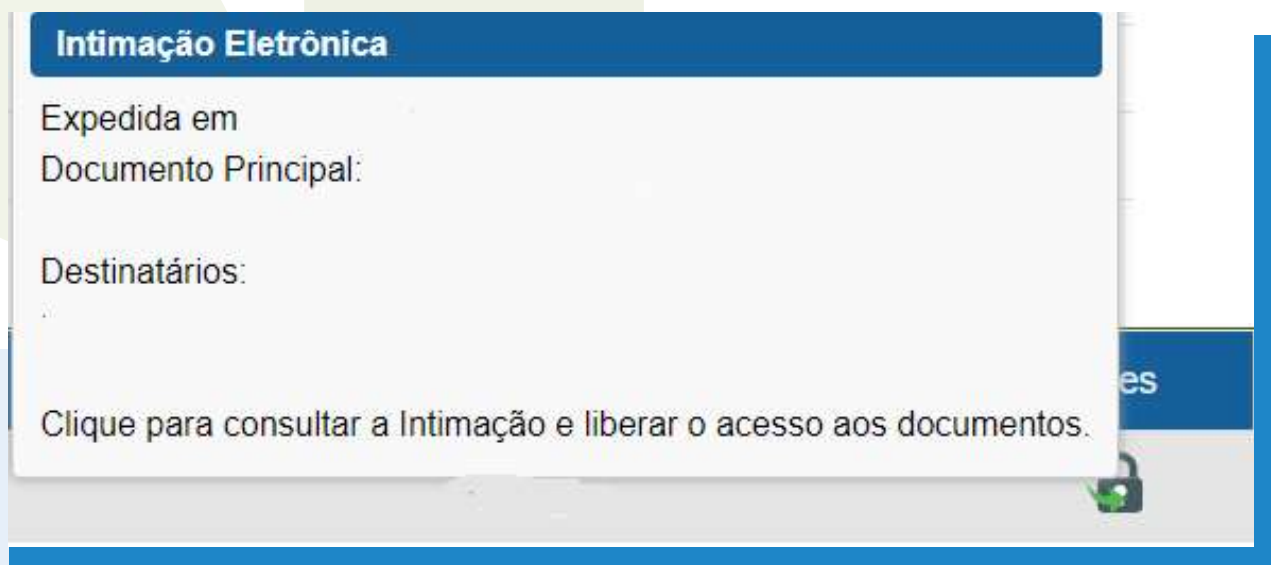 Intimação Eletrônica
Expedida em
Documento Principal:
Destinatários:
es
Clique para consultar a Intimação e liberar o acesso aos documentos.